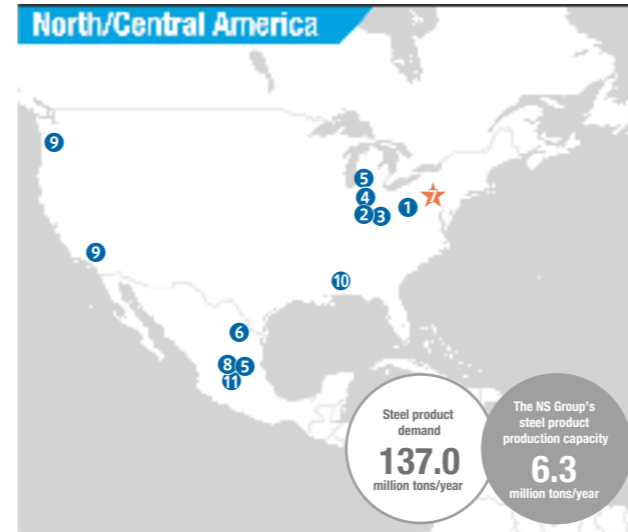 North/Central America
9
5
4
7
1
2
3
9
10
6
8
5
11
Steel product
demand
137.0
million tons/year
The NS Group's
steel product
production capacity
6.3
million tons/year